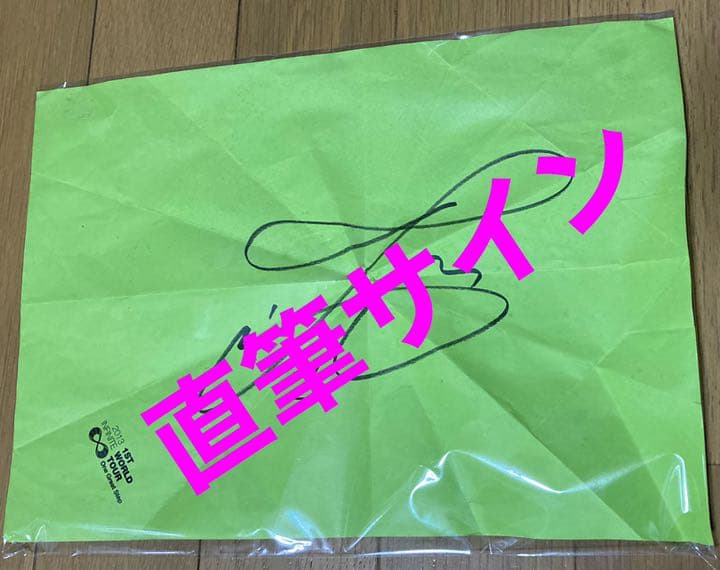 直筆サイン
2013 1ST
INFINITE WORLD
TOUR
One Great Step